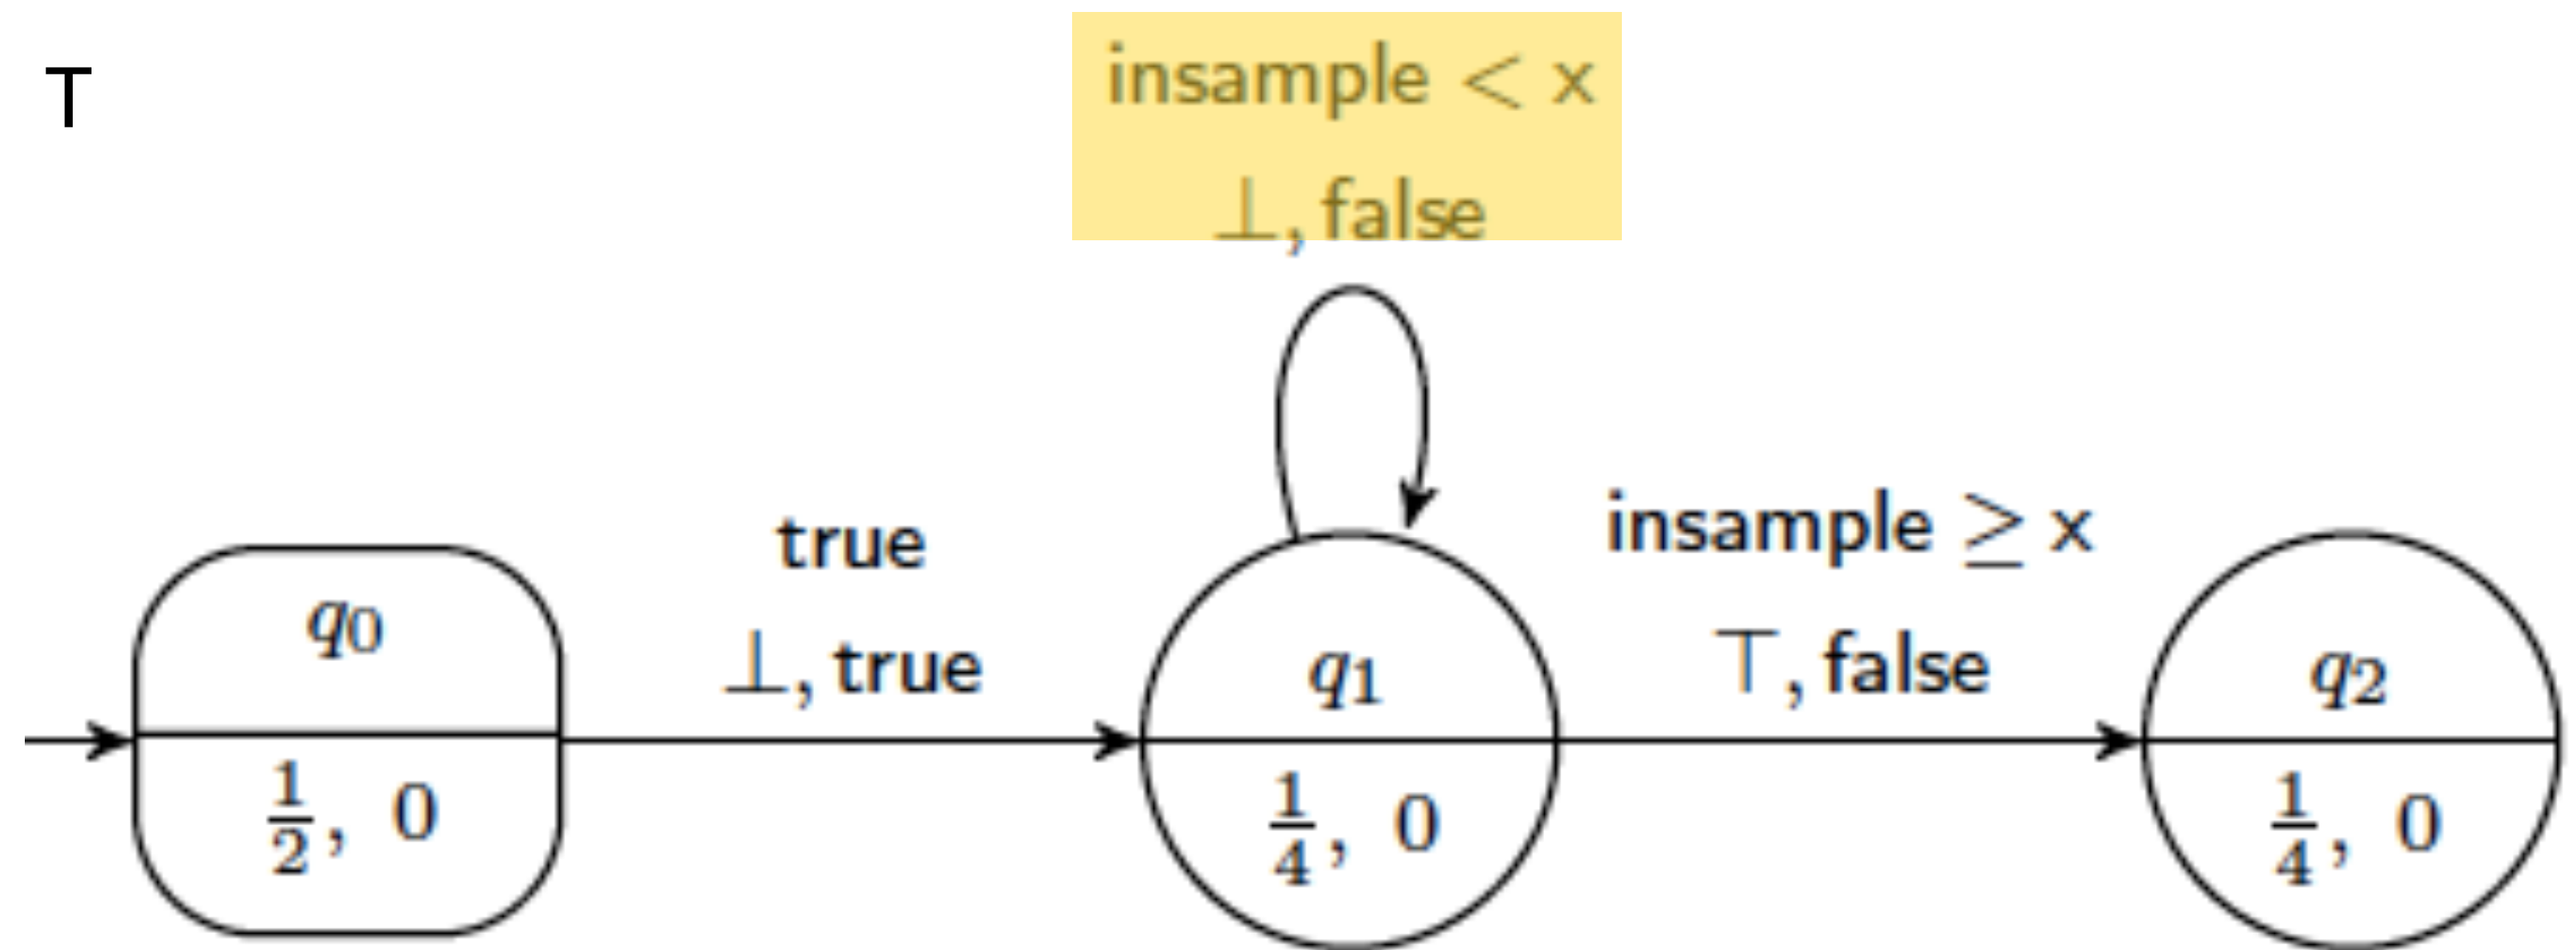 T
insample < x
⊥, false
true
⊥, true
insample ≥ x
⊤, false
q0
1/2, 0
q1
1/4, 0
q2
1/4, 0